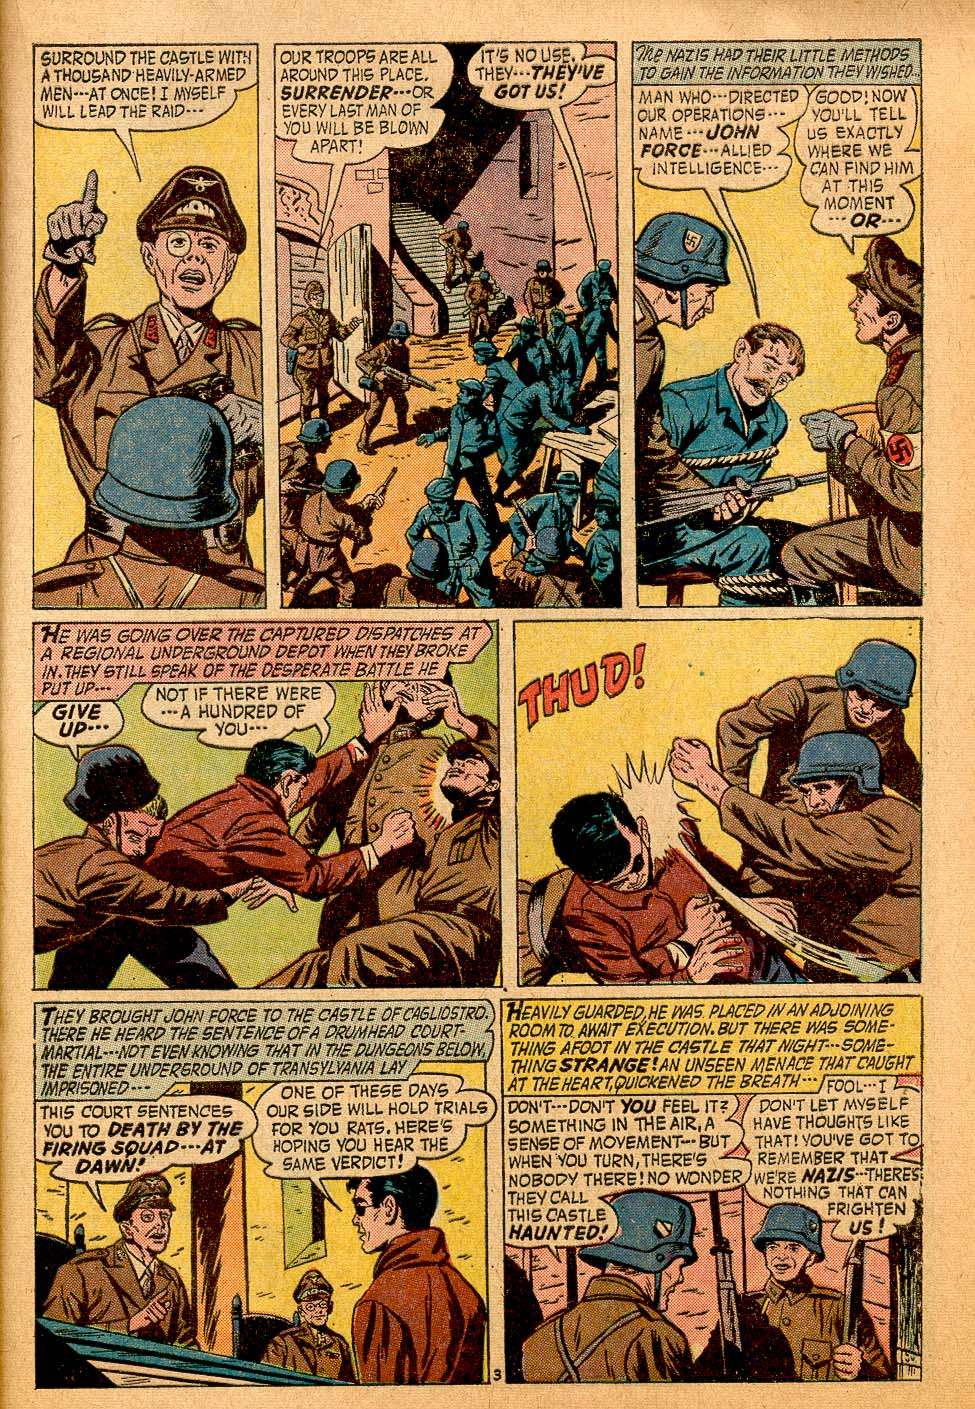 SURROUND THE CASTLE WITH
A THOUSAND HEAVILY-ARMED
MEN---AT ONCE! I MYSELF
WILL LEAD THE RAID---
OUR TROOPS ARE ALL
AROUND THIS PLACE.
SURRENDER---OR
EVERY LAST MAN OF
YOU WILL BE BLOWN
APART!
IT'S NO USE.
THEY---THEY'VE
GOT US!
THE NAZIS HAD THEIR LITTLE METHODS
TO GAIN THE INFORMATION THEY WISHED...
MAN WHO---DIRECTED
OUR OPERATIONS---
NAME---JOHN
FORCE---ALLIED
INTELLIGENCE---
GOOD! NOW
YOU'LL TELL
US EXACTLY
WHERE WE
CAN FIND HIM
AT THIS
MOMENT
---OR---
HE WAS GOING OVER THE CAPTURED DISPATCHES AT
A REGIONAL UNDERGROUND DEPOT WHEN THEY BROKE
IN. THEY STILL SPEAK OF THE DESPERATE BATTLE HE
PUT UP---
GIVE
UP---
NOT IF THERE WERE
---A HUNDRED OF
YOU---
THUD!
THEY BROUGHT JOHN FORCE TO THE CASTLE OF CAGLIOSTRO.
THERE HE HEARD THE SENTENCE OF A DRUMHEAD COURT-
MARTIAL---NOT EVEN KNOWING THAT IN THE DUNGEONS BELOW,
THE ENTIRE UNDERGROUND OF TRANSYLVANIA LAY
IMPRISONED---
THIS COURT SENTENCES
YOU TO DEATH BY THE
FIRING SQUAD---AT
DAWN!
ONE OF THESE DAYS
OUR SIDE WILL HOLD TRIALS
FOR YOU RATS. HERE'S
HOPING YOU HEAR THE
SAME VERDICT!
HEAVILY GUARDED, HE WAS PLACED IN AN ADJOINING
ROOM TO AWAIT EXECUTION. BUT THERE WAS SOME-
THING AFOOT IN THE CASTLE THAT NIGHT---SOME-
THING STRANGE! AN UNSEEN MENACE THAT CAUGHT
AT THE HEART, QUICKENED THE BREATH---
DON'T---DON'T YOU FEEL IT?
SOMETHING IN THE AIR, A
SENSE OF MOVEMENT---BUT
WHEN YOU TURN, THERE'S
NOBODY THERE! NO WONDER
THEY CALL
THIS CASTLE
HAUNTED!
FOOL---I
DON'T LET MYSELF
HAVE THOUGHTS LIKE
THAT! YOU'VE GOT TO
REMEMBER THAT
WE'RE NAZIS---THERE'S
NOTHING THAT CAN
FRIGHTEN
US!
3